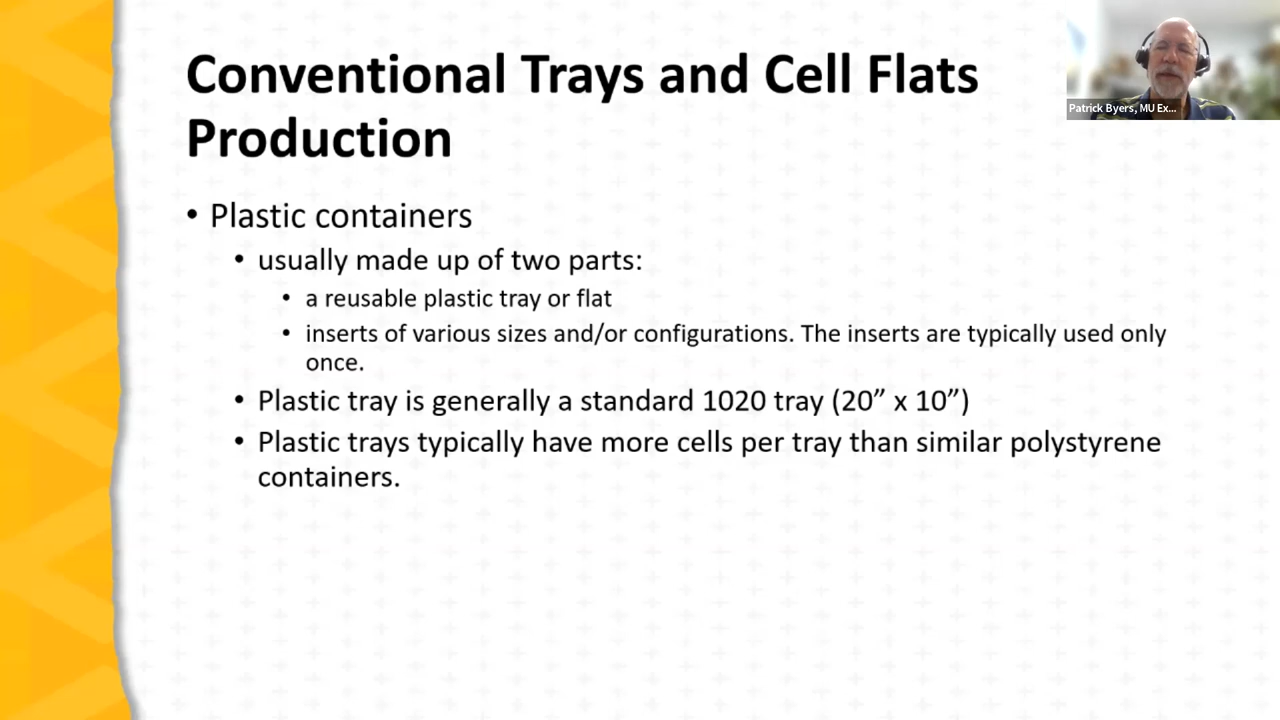 Conventional Trays and Cell Flats
Production
Patrick Byers, MU Ex...
• Plastic containers
• usually made up of two parts:
• a reusable plastic tray or flat
• inserts of various sizes and/or configurations. The inserts are typically used only
once.
• Plastic tray is generally a standard 1020 tray (20” x 10”)
• Plastic trays typically have more cells per tray than similar polystyrene
containers.